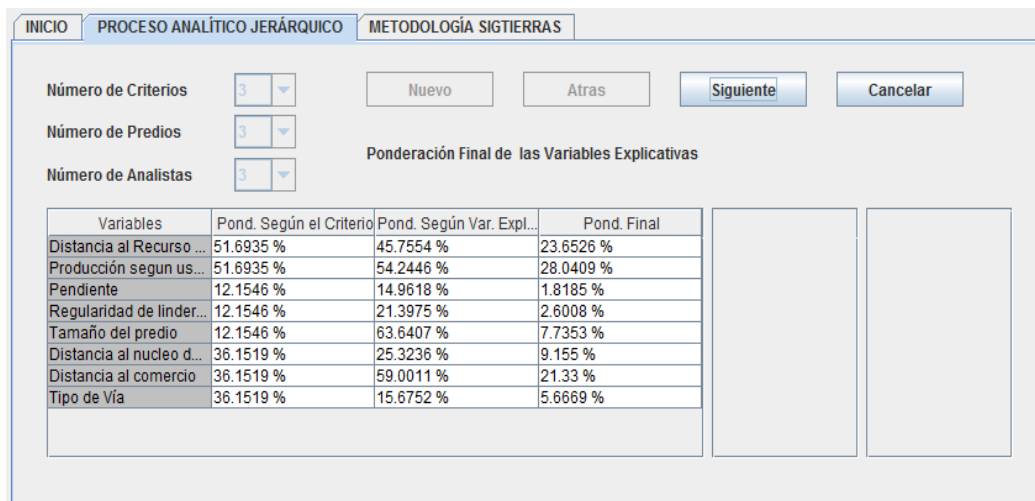 INICIO PROCESO ANALÍTICO JERÁRQUICO METODOLOGÍA SIGTIERRAS
Número de Criterios 3 Nuevo Atras Siguiente Cancelar
Número de Predios 3
Ponderación Final de las Variables Explicativas
Número de Analistas 3
Variables Pond. Según el Criterio Pond. Según Var. Expl... Pond. Final
Distancia al Recurso ... 51.6935 % 45.7554 % 23.6526 %
Producción segun us... 51.6935 % 54.2446 % 28.0409 %
Pendiente 12.1546 % 14.9618 % 1.8185 %
Regularidad de linder... 12.1546 % 21.3975 % 2.6008 %
Tamaño del predio 12.1546 % 63.6407 % 7.7353 %
Distancia al nucleo d... 36.1519 % 25.3236 % 9.155 %
Distancia al comercio 36.1519 % 59.0011 % 21.33 %
Tipo de Vía 36.1519 % 15.6752 % 5.6669 %